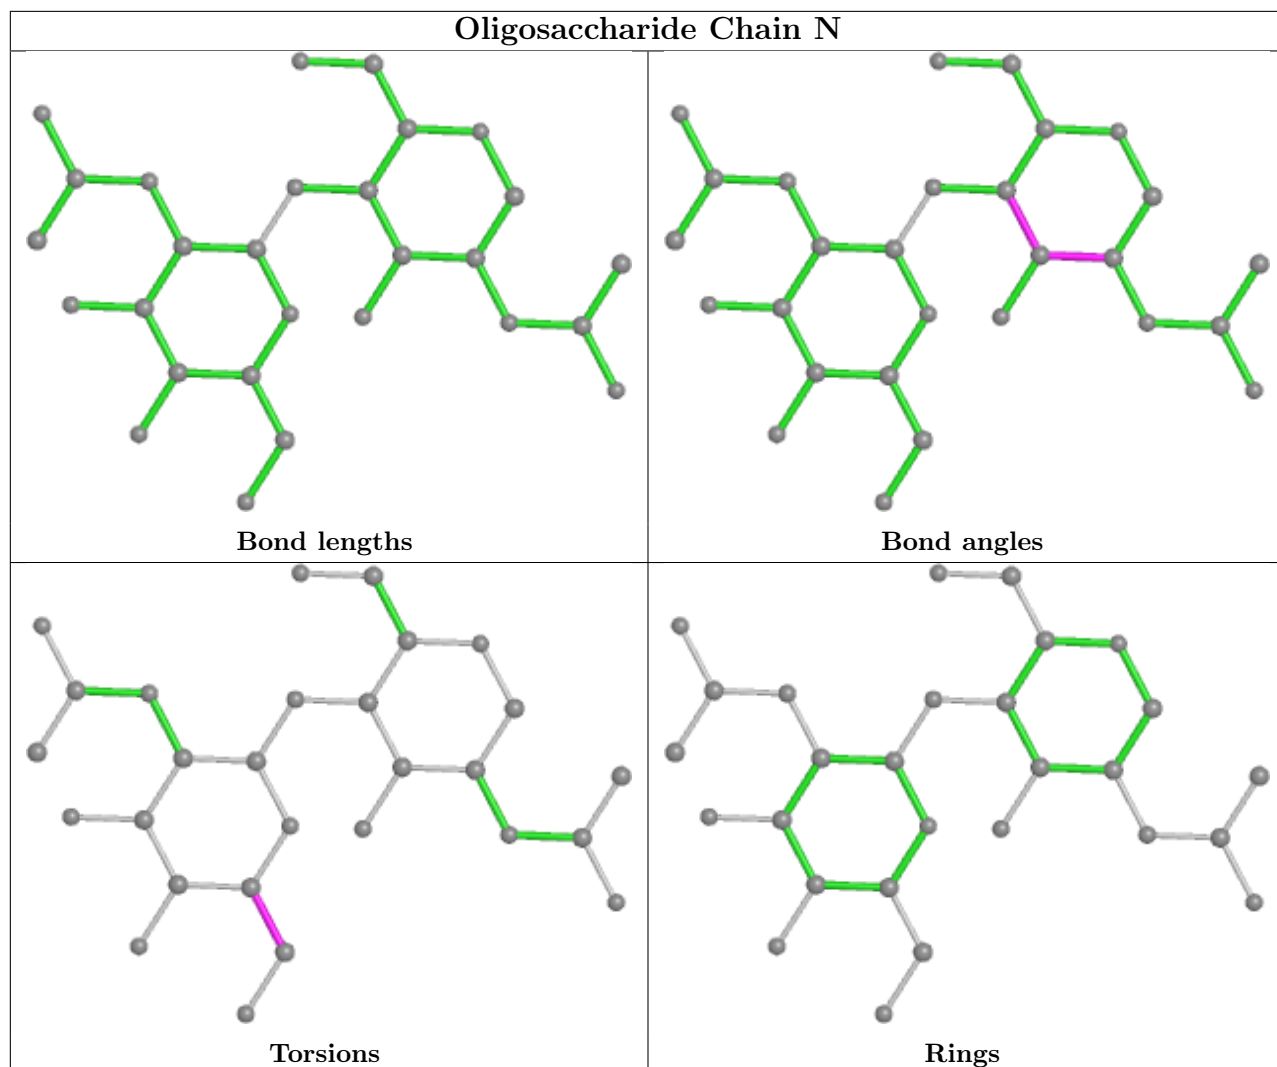 Oligosaccharide Chain N
Bond lengths
Bond angles
Torsions
Rings